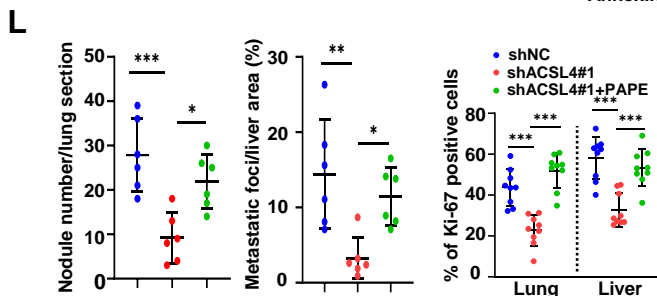 L
Nodule number/lung section
50
40
30
20
10
0
***
*
Metastatic foci/liver area (%)
30
20
10
0
**
*
shNC
shACSL4#1
shACSL4#1+PAPE
% of Ki-67 positive cells
80
60
40
20
0
***
***
***
***
Lung
Liver